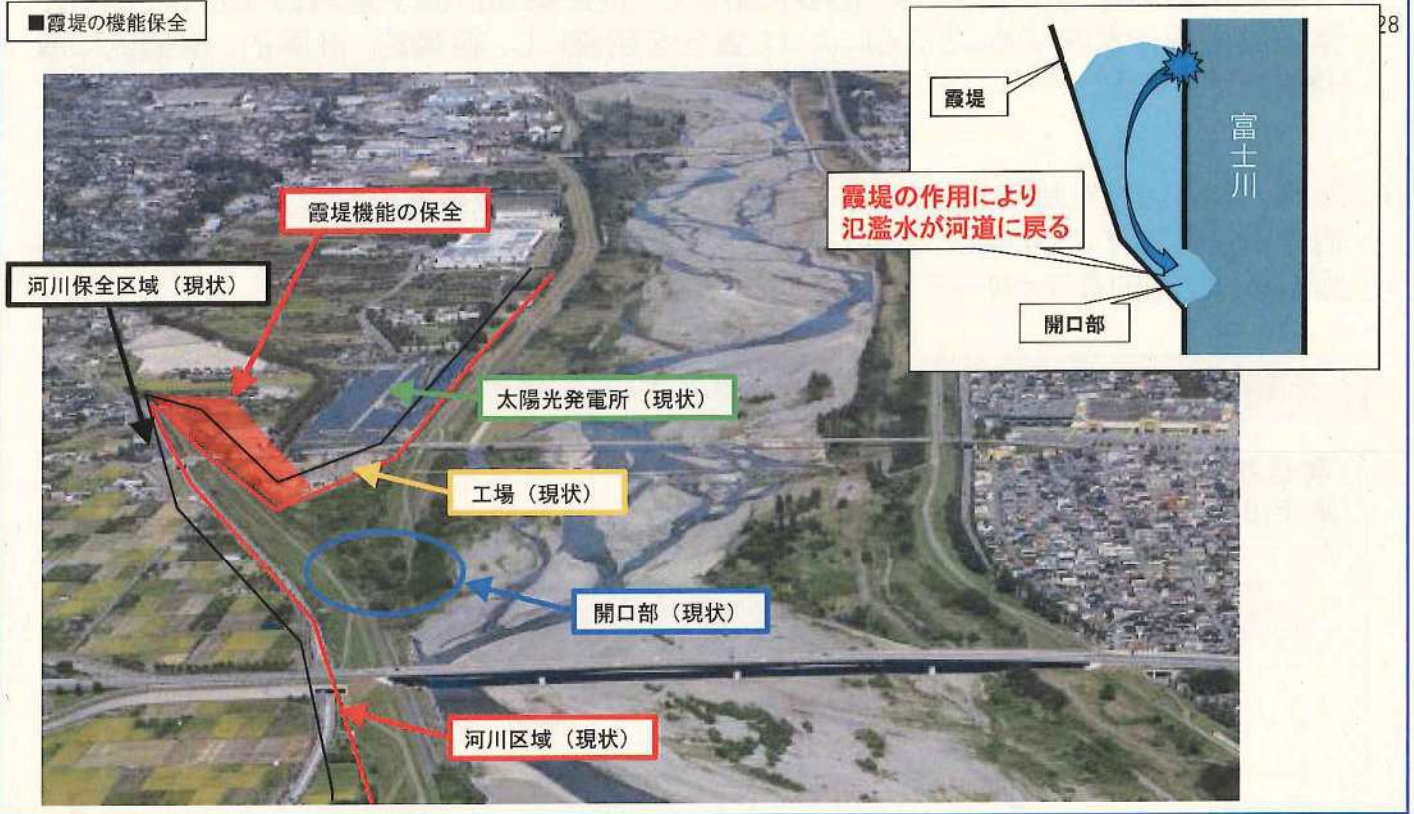 ■霞堤の機能保全
28
霞堤
富士川
霞堤の作用により
氾濫水が河道に戻る
開口部
霞堤機能の保全
河川保全区域(現状)
太陽光発電所(現状)
工場(現状)
開口部(現状)
河川区域(現状)